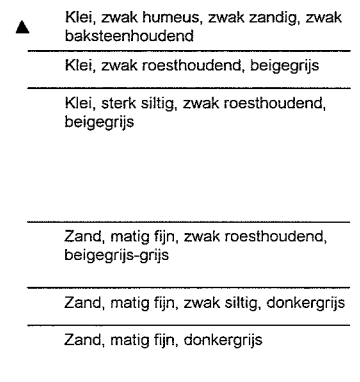 Klei, zwak humeus, zwak zandig, zwak
baksteenhoudend
Klei, zwak roesthoudend, beigegrijs
Klei, sterk siltig, zwak roesthoudend,
beigegrijs
Zand, matig fijn, zwak roesthoudend,
beigegrijs-grijs
Zand, matig fijn, zwak siltig, donkergrijs
Zand, matig fijn, donkergrijs